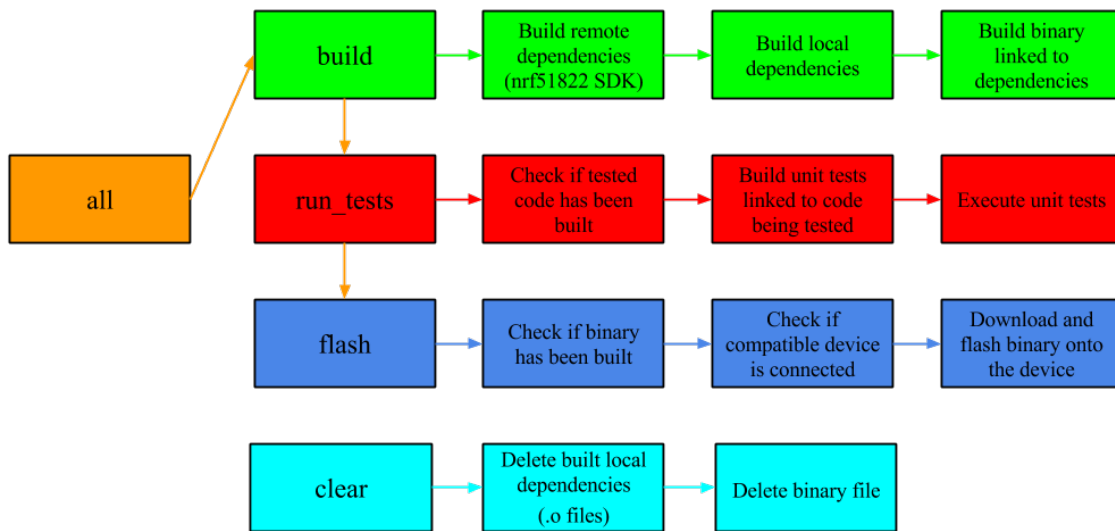 build
Build remote
dependencies
(nrf51822 SDK)
Build local
dependencies
Build binary
linked to
dependencies
all
run_tests
Check if tested
code has been
built
Build unit tests
linked to code
being tested
Execute unit tests
flash
Check if binary
has been built
Check if
compatible device
is connected
Download and
flash binary onto
the device
clear
Delete built local
dependencies
(.o files)
Delete binary file